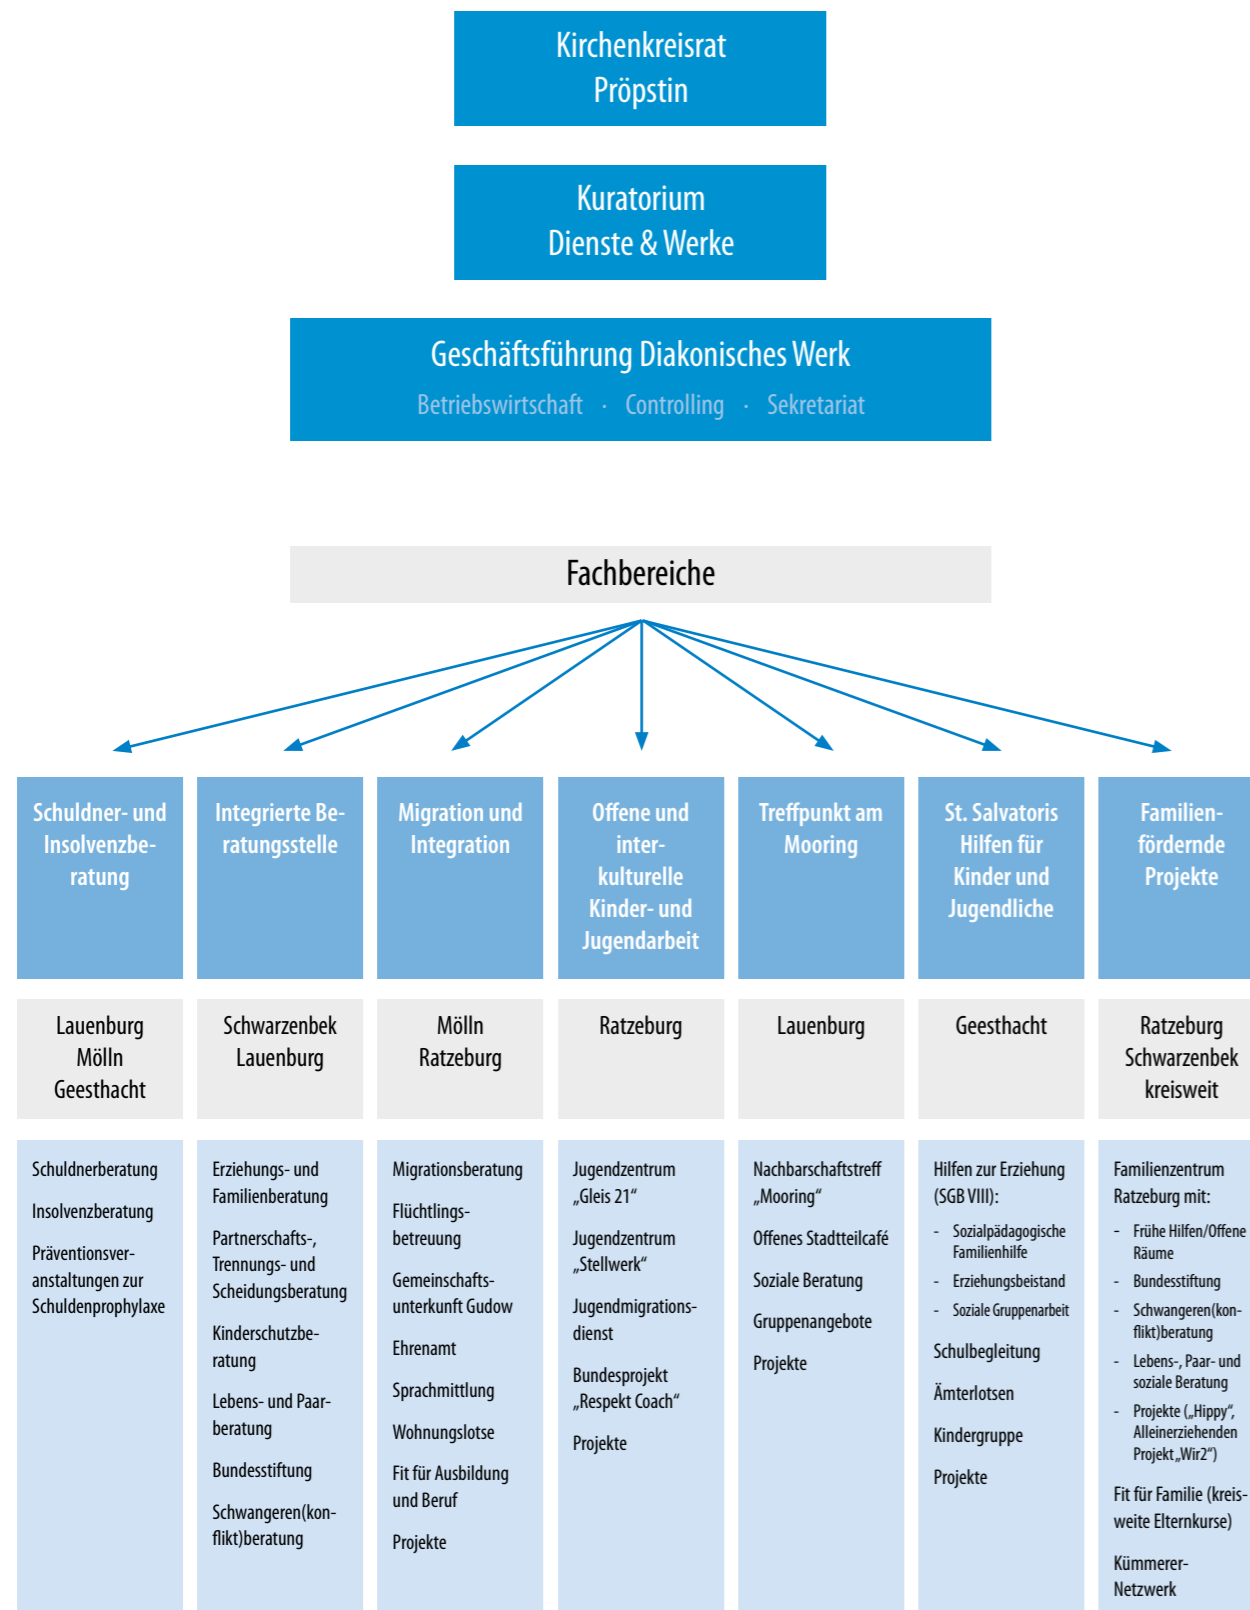 Kirchenkreisrat
Pröpstin
Kuratorium
Dienste & Werke
Geschäftsführung Diakonisches Werk
Betriebswirtschaft · Controlling · Sekretariat
Fachbereiche
Schuldner- und
Insolvenzbe-
ratung
Lauenburg
Mölln
Geesthacht
Schuldnerberatung
Insolvenzberatung
Präventionsver-
anstaltungen zur
Schuldenprophylaxe
Integrierte Be-
ratungsstelle
Schwarzenbek
Lauenburg
Erziehungs- und
Familienberatung
Partnerschafts-,
Trennungs- und
Scheidungsberatung
Kinderschutzbe-
ratung
Lebens- und Paar-
beratung
Bundesstiftung
Schwangeren(kon-
flikt)beratung
Migration und
Integration
Mölln
Ratzeburg
Migrationsberatung
Flüchtlings-
betreuung
Gemeinschafts-
unterkunft Gudow
Ehrenamt
Sprachmittlung
Wohnungslotse
Fit für Ausbildung
und Beruf
Projekte
Offene und
inter-
kulturelle
Kinder- und
Jugendarbeit
Ratzeburg
Jugendzentrum
„Gleis 21“
Jugendzentrum
„Stellwerk“
Jugendmigrations-
dienst
Bundesprojekt
„Respekt Coach“
Projekte
Treffpunkt am
Mooring
Lauenburg
Nachbarschaftstreff
„Mooring“
Offenes Stadtteilcafé
Soziale Beratung
Gruppenangebote
Projekte
St. Salvatoris
Hilfen für
Kinder und
Jugendliche
Geesthacht
Hilfen zur Erziehung
(SGB VIII):
- Sozialpädagogische
Familienhilfe
- Erziehungsbeistand
- Soziale Gruppenarbeit
Schulbegleitung
Ämterlotsen
Kindergruppe
Projekte
Familien-
fördernde
Projekte
Ratzeburg
Schwarzenbek
kreisweit
Familienzentrum
Ratzeburg mit:
- Frühe Hilfen/Offene
Räume
- Bundesstiftung
- Schwangeren(kon-
flikt)beratung
- Lebens-, Paar- und
soziale Beratung
- Projekte („Hippy“,
Alleinerziehenden
Projekt „Wir2“)
Fit für Familie (kreis-
weite Elternkurse)
Kümmerer-
Netzwerk